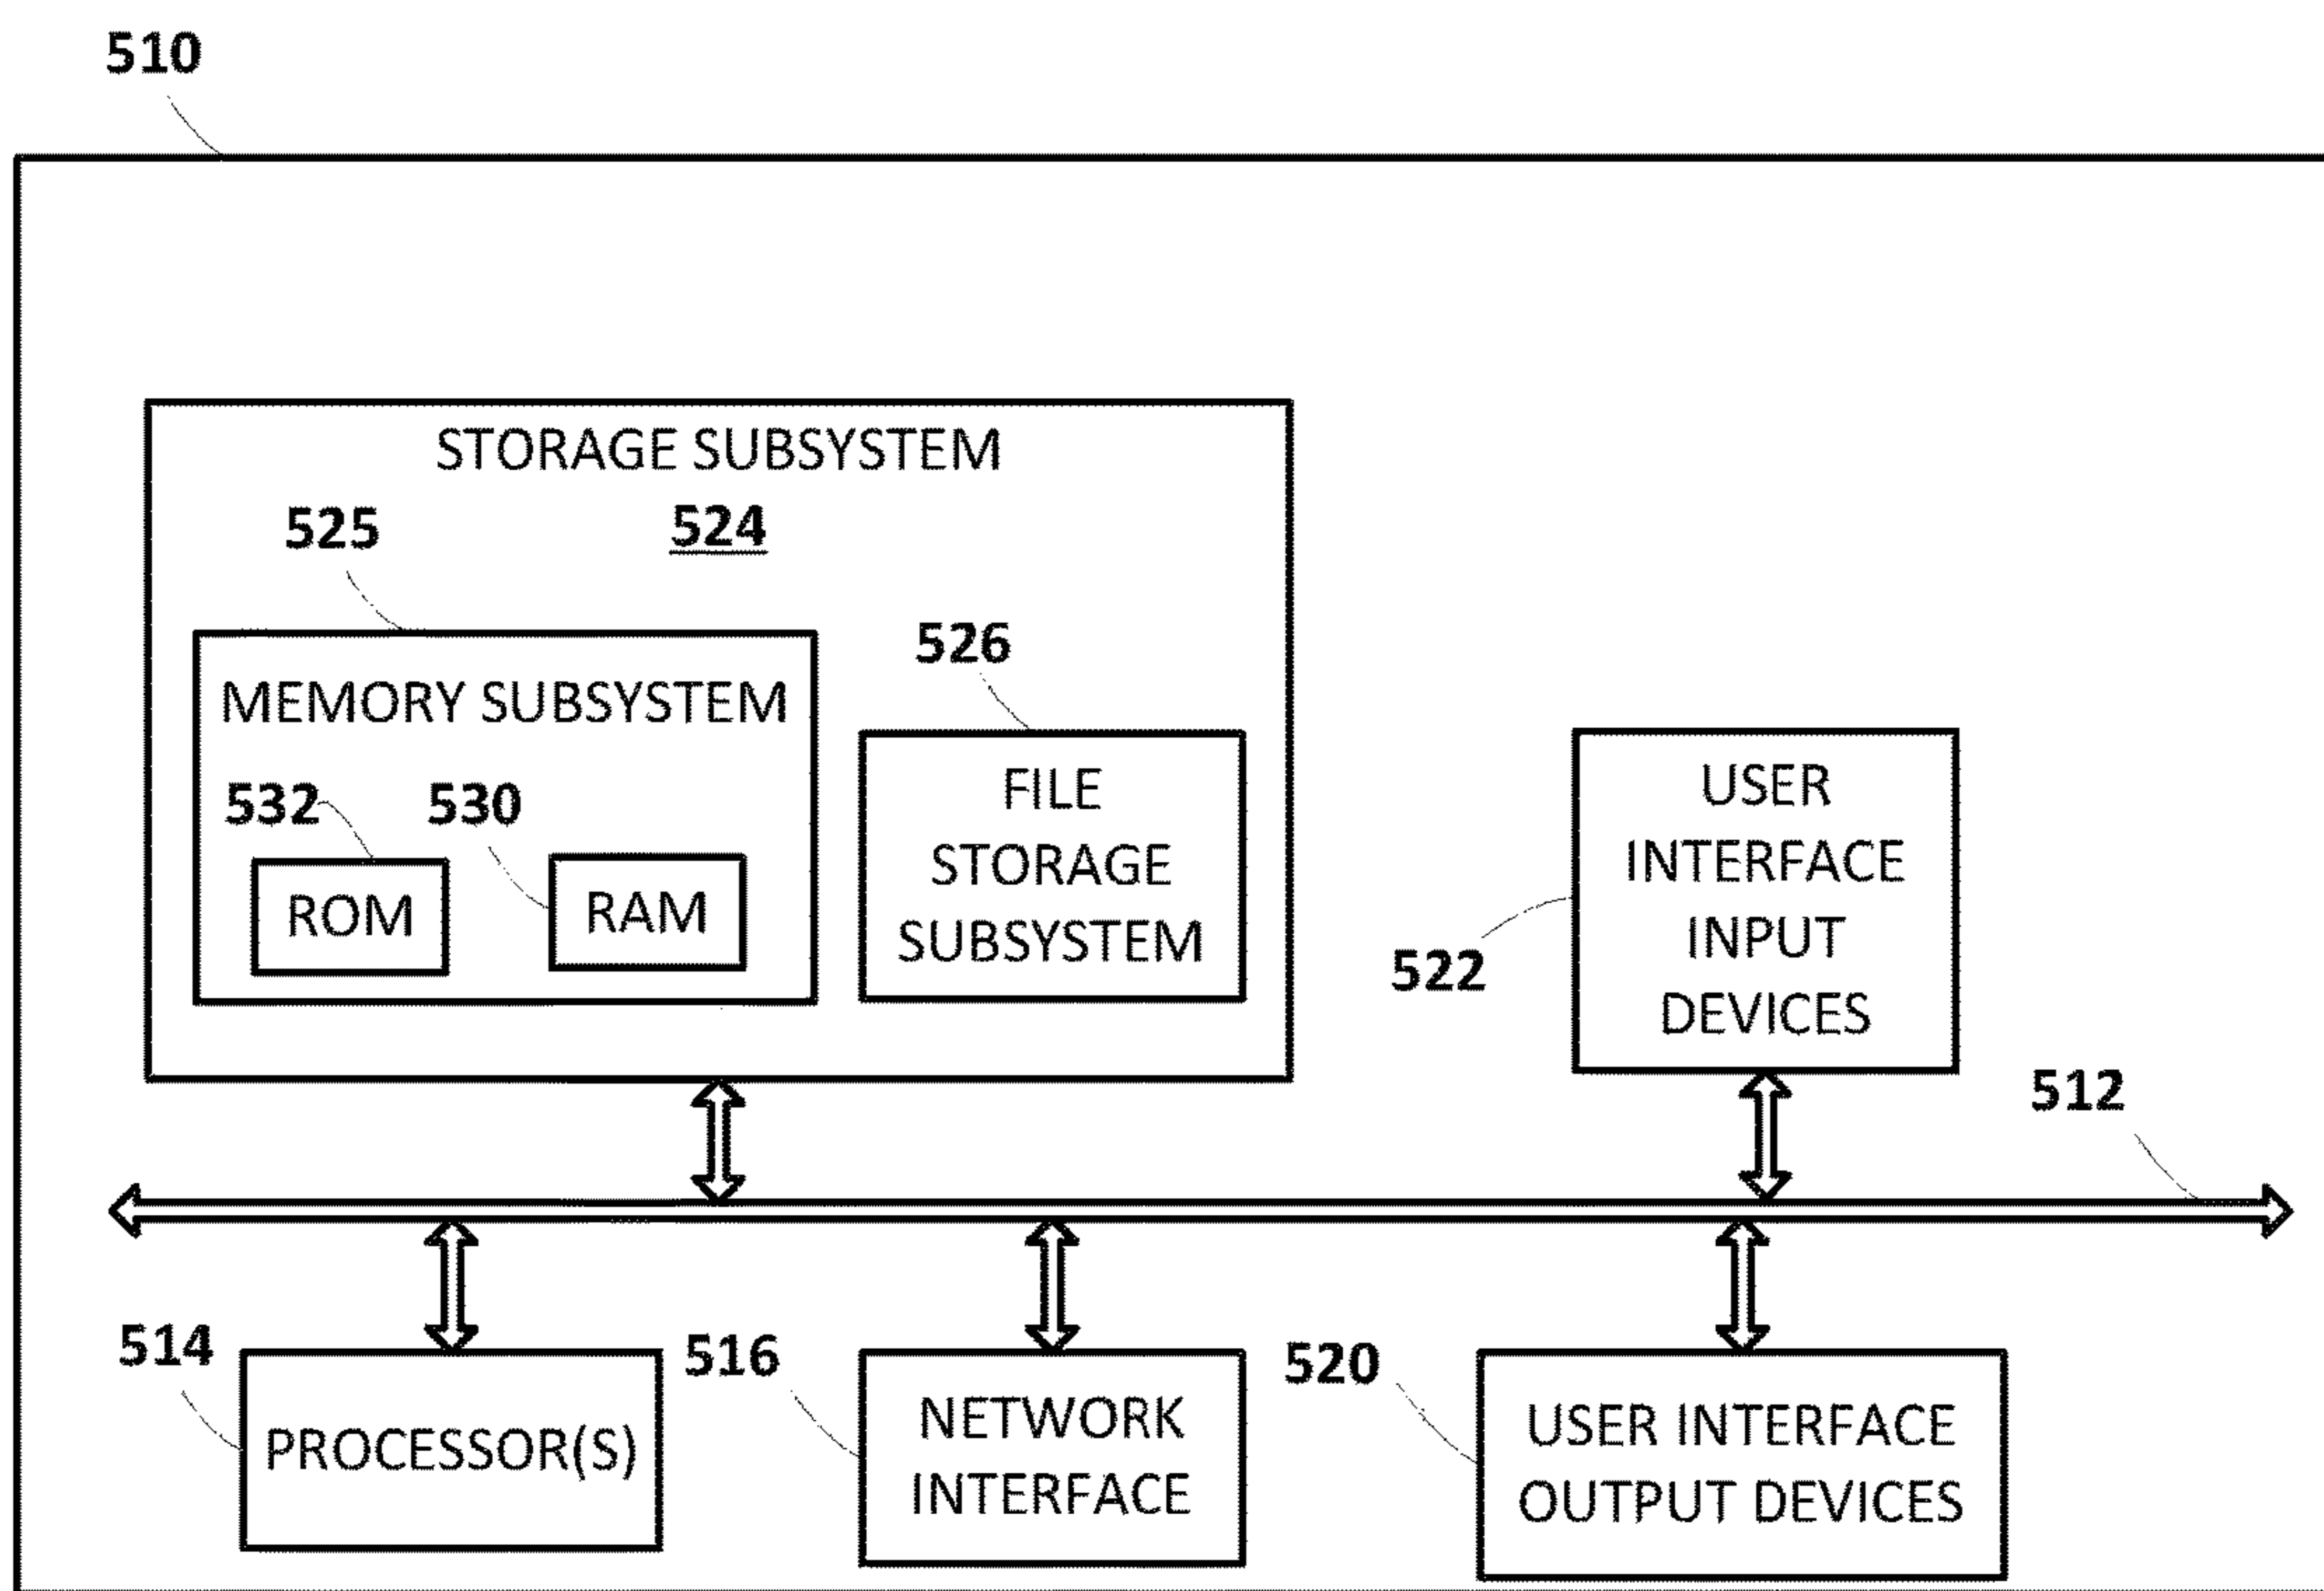 510
STORAGE SUBSYSTEM
525
524
526
MEMORY SUBSYSTEM
532
530
ROM
RAM
FILE
STORAGE
SUBSYSTEM
USER
INTERFACE
INPUT
DEVICES
522
512
514
516
520
PROCESSOR(S)
NETWORK
INTERFACE
USER INTERFACE
OUTPUT DEVICES